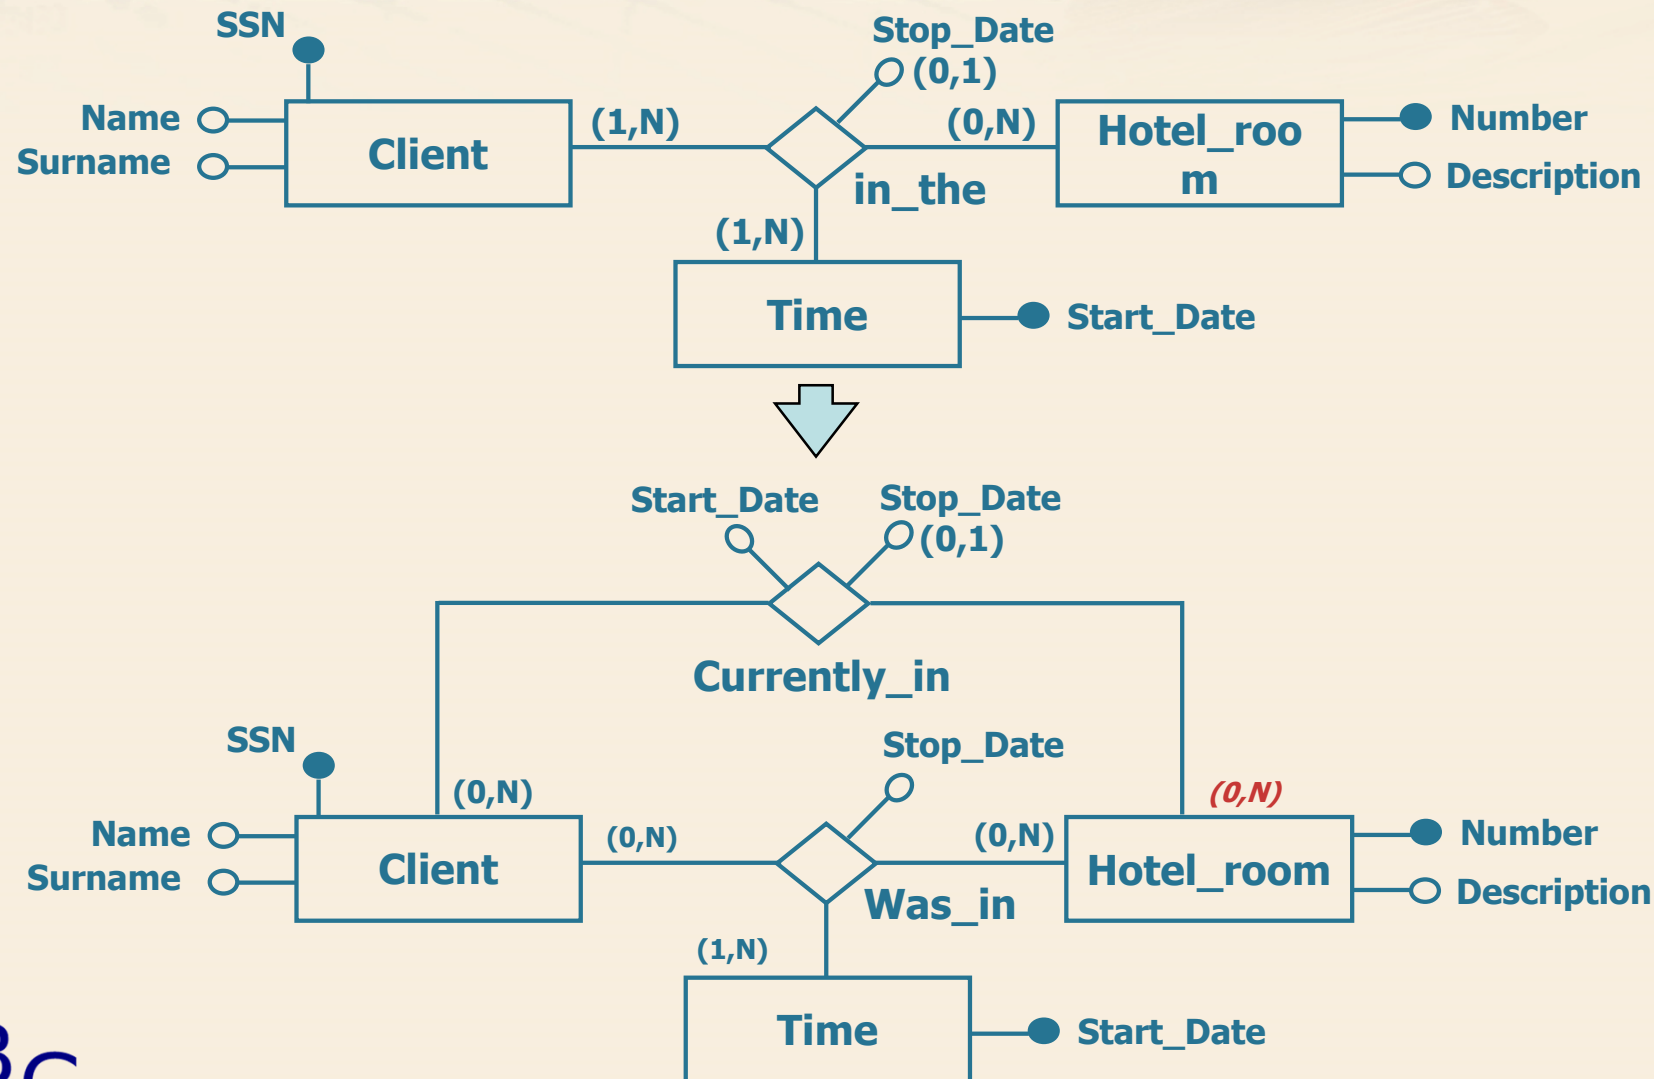 SSN
Stop_Date
(0,1)
Name
Surname
Client
(1,N)
(0,N)
Hotel_roo
m
Number
Description
in_the
(1,N)
Time
Start_Date
Start_Date
Stop_Date
(0,1)
Currently_in
SSN
Stop_Date
(0,N)
(0,N)
Name
Surname
Client
(0,N)
(0,N)
Hotel_room
Number
Description
Was_in
(1,N)
Time
Start_Date